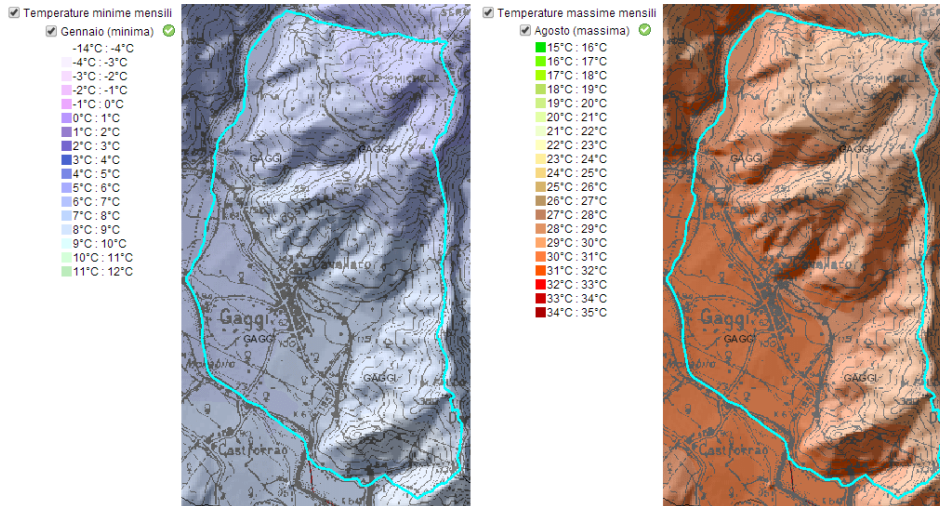 Temperature minime mensili
Gennaio (minima)
-14°C : -4°C
-4°C : -3°C
-3°C : -2°C
-2°C : -1°C
-1°C : 0°C
0°C : 1°C
1°C : 2°C
2°C : 3°C
3°C : 4°C
4°C : 5°C
5°C : 6°C
6°C : 7°C
7°C : 8°C
8°C : 9°C
9°C : 10°C
10°C : 11°C
11°C : 12°C
MICHELE
GAGGI
GAGGI
Gaggi
GAGGI
GAGGI
Temperature massime mensili
Agosto (massima)
15°C : 16°C
16°C : 17°C
17°C : 18°C
18°C : 19°C
19°C : 20°C
20°C : 21°C
21°C : 22°C
22°C : 23°C
23°C : 24°C
24°C : 25°C
25°C : 26°C
26°C : 27°C
27°C : 28°C
28°C : 29°C
29°C : 30°C
30°C : 31°C
31°C : 32°C
32°C : 33°C
33°C : 34°C
34°C : 35°C
MICHELE
GAGGI
GAGGI
Gaggi
GAGGI
GAGGI